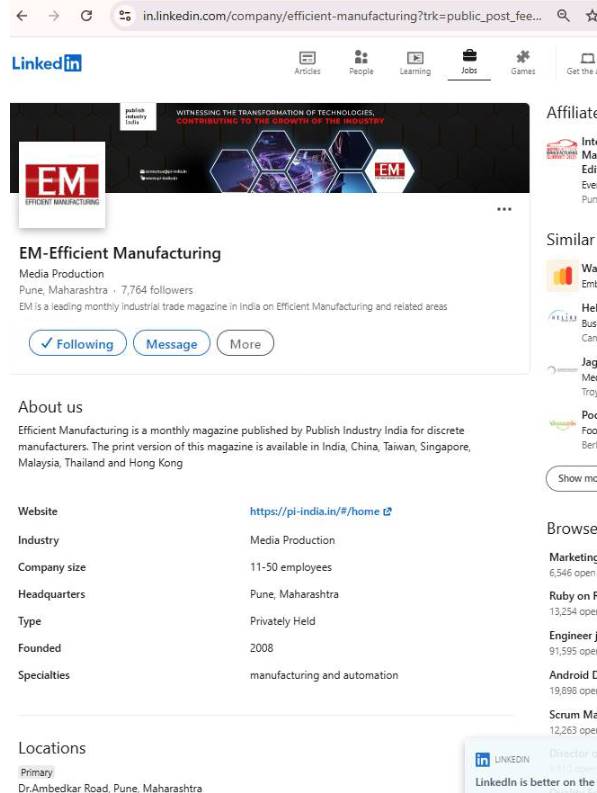 in.linkedin.com/company/efficient-manufacturing?trk=public_post_fee...
Linked in
Articles
People
Learning
Jobs
Games
Get the
publish
industry
India
WITNESSING THE TRANSFORMATION OF TECHNOLOGIES,
CONTRIBUTING TO THE GROWTH OF THE INDUSTRY
EM
EM
EFFICIENT MANUFACTURING
EM-Efficient Manufacturing
Media Production
Pune, Maharashtra · 7,764 followers
EM is a leading monthly industrial trade magazine in India on Efficient Manufacturing and related areas
Following
Message
More
About us
Efficient Manufacturing is a monthly magazine published by Publish Industry India for discrete
manufacturers. The print version of this magazine is available in India, China, Taiwan, Singapore,
Malaysia, Thailand and Hong Kong
Website https://pi-india.in/#/home
Industry Media Production
Company size 11-50 employees
Headquarters Pune, Maharashtra
Type Privately Held
Founded 2008
Specialties manufacturing and automation
Locations
Primary
Dr.Ambedkar Road, Pune, Maharashtra
Affiliate
Inte
Ma
Edi
Eve
Pun
Similar
Wa
Emb
Hel
Bus
Can
Jag
Med
Troy
Poc
Foo
Berl
Show mo
Browse
Marketing
6,546 open
Ruby on R
13,254 ope
Engineer j
91,595 ope
Android D
19,898 ope
Scrum Ma
12,263 ope
Director o
LINKEDIN
LinkedIn is better on the